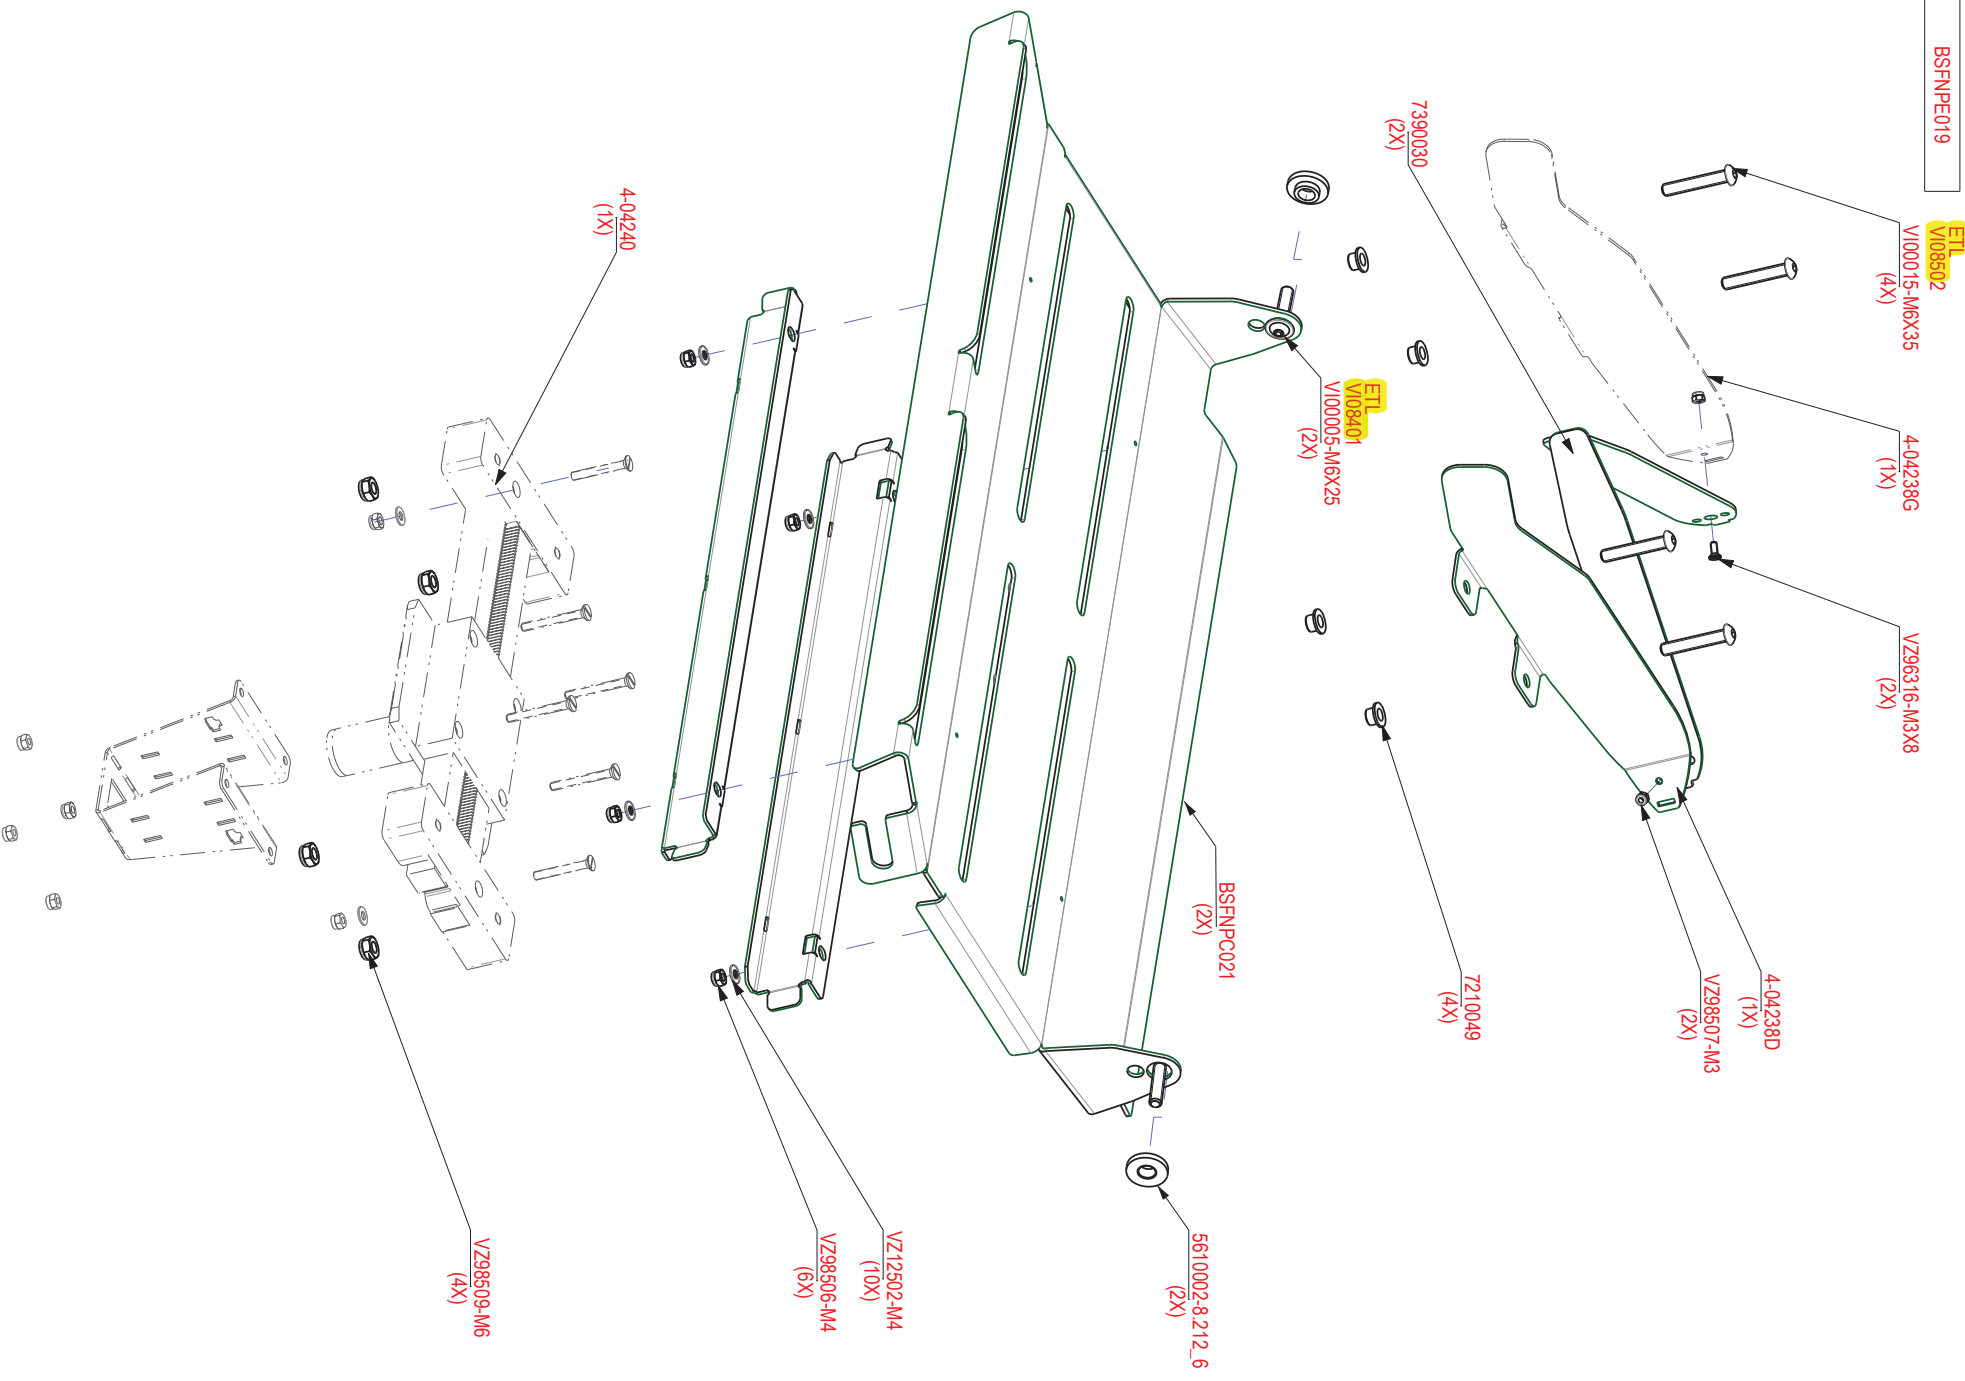 BSFNPE019
ETL
VI08502
VI00015-M6X35
(4X)
4-04238G
(1X)
VZ96316-M3X8
(2X)
4-04238D
(1X)
VZ98507-M3
(2X)
7390030
(2X)
ETL
VI08401
VI00005-M6X25
(2X)
7210049
(4X)
BSFNPC021
(2X)
5610002-8.212_6
(2X)
VZ12502-M4
(10X)
VZ98506-M4
(6X)
4-04240
(1X)
VZ98509-M6
(4X)